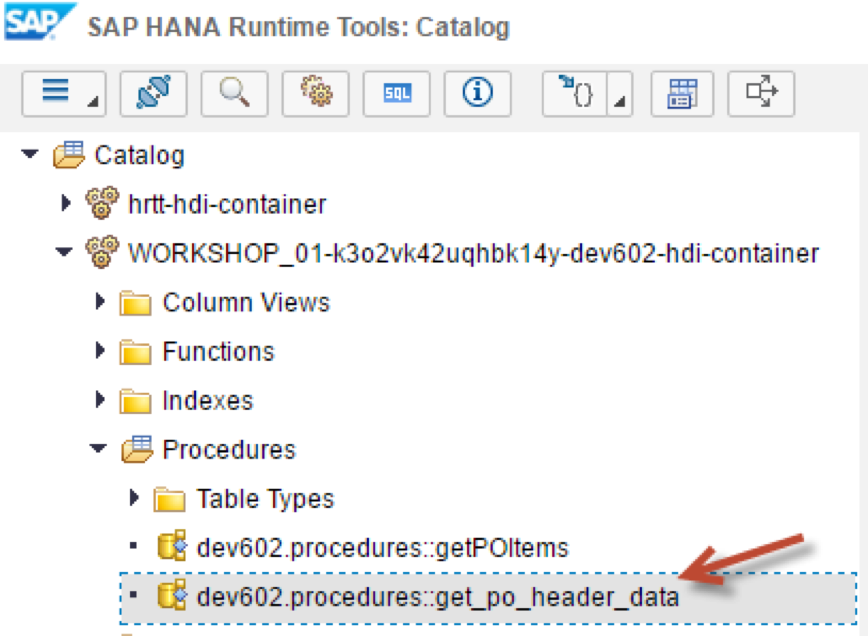 SAP SAP HANA Runtime Tools: Catalog
SQL i {}
Catalog
hrtt-hdi-container
WORKSHOP_01-k3o2vk42uqhbk14y-dev602-hdi-container
Column Views
Functions
Indexes
Procedures
Table Types
dev602.procedures::getPOItems
dev602.procedures::get_po_header_data